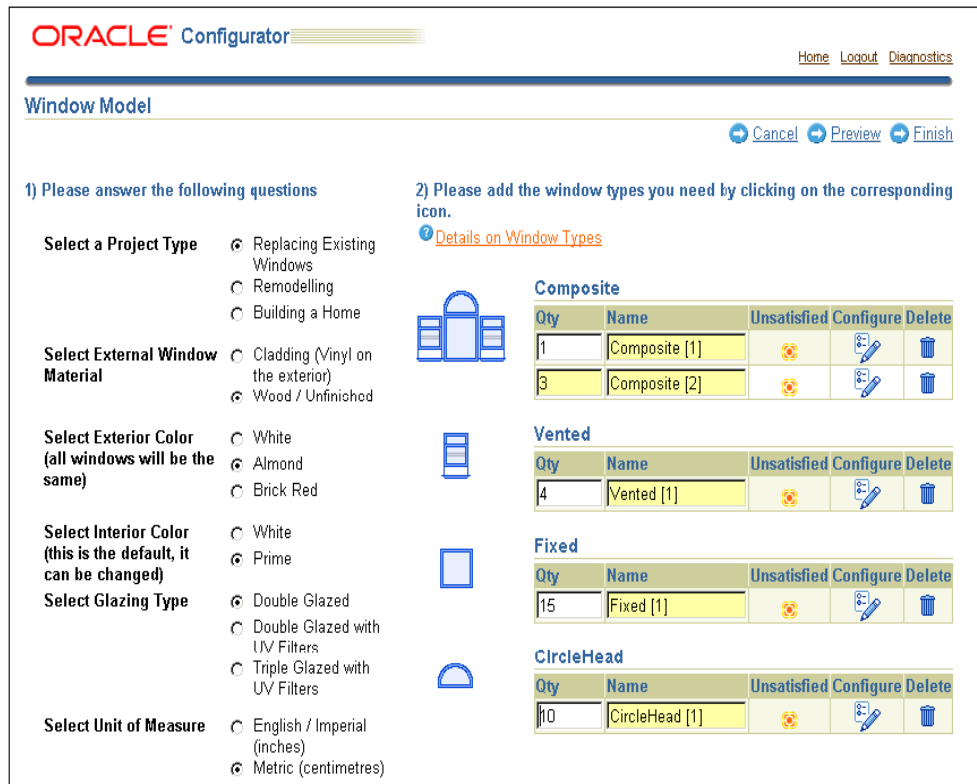 ORACLE' Configurator
Home Logout Diagnostics
Window Model
Cancel Preview Finish
1) Please answer the following questions
Select a Project Type
Replacing Existing
Windows
Remodelling
Building a Home
Select External Window
Material
Cladding (Vinyl on
the exterior)
Wood / Unfinished
Select Exterior Color
(all windows will be the
same)
White
Almond
Brick Red
Select Interior Color
(this is the default, it
can be changed)
White
Prime
Select Glazing Type
Double Glazed
Double Glazed with
UV Filters
Triple Glazed with
UV Filters
Select Unit of Measure
English / Imperial
(inches)
Metric (centimetres)
2) Please add the window types you need by clicking on the corresponding
icon.
? Details on Window Types
Composite
Qty Name Unsatisfied Configure Delete
1 Composite [1]
3 Composite [2]
Vented
Qty Name Unsatisfied Configure Delete
4 Vented [1]
Fixed
Qty Name Unsatisfied Configure Delete
15 Fixed [1]
CIrcleHead
Qty Name Unsatisfied Configure Delete
10 CircleHead [1]